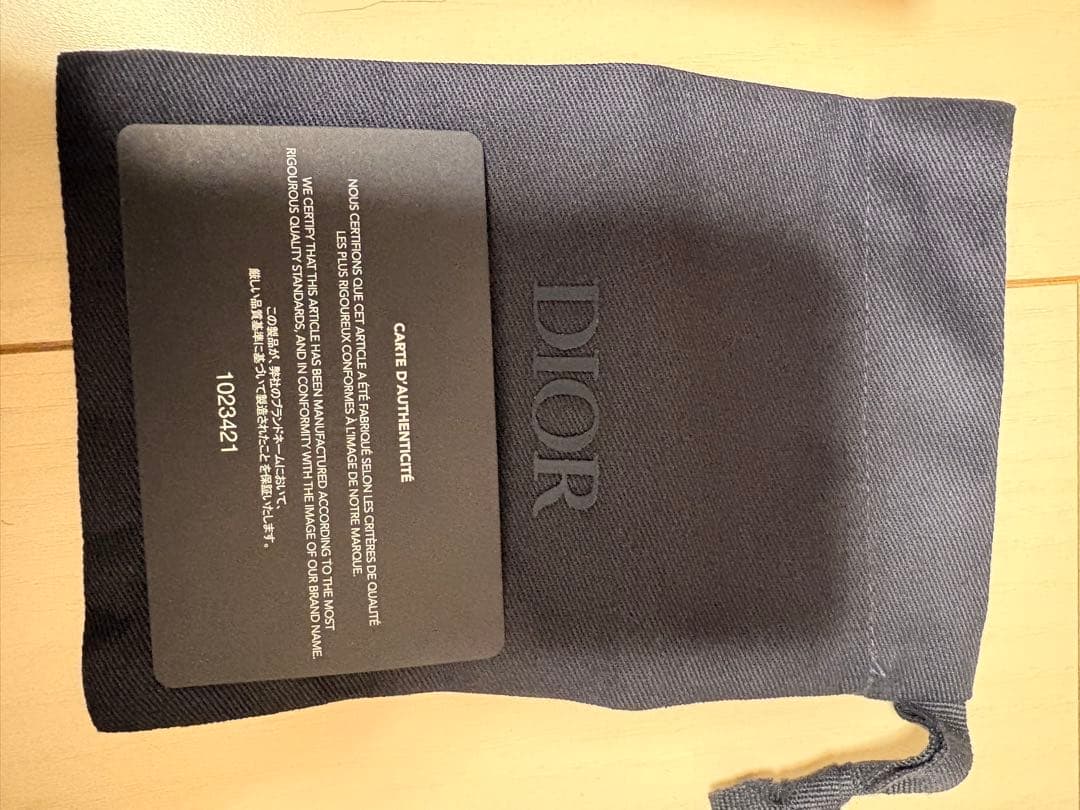 DIOR
CARTE D'AUTHENTICITÉ
NOUS CERTIFIONS QUE CET ARTICLE A ÉTÉ FABRIQUÉ SELON LES CRITÈRES DE QUALITÉ
LES PLUS RIGOUREUX CONFORMES À L'IMAGE DE NOTRE MARQUE.
WE CERTIFY THAT THIS ARTICLE HAS BEEN MANUFACTURED ACCORDING TO THE MOST
RIGOUROUS QUALITY STANDARDS, AND IN CONFORMITY WITH THE IMAGE OF OUR BRAND NAME.
この製品が、弊社のブランドネームにおいて、
厳しい品質基準に基づいて製造されたことを保証いたします。
1023421